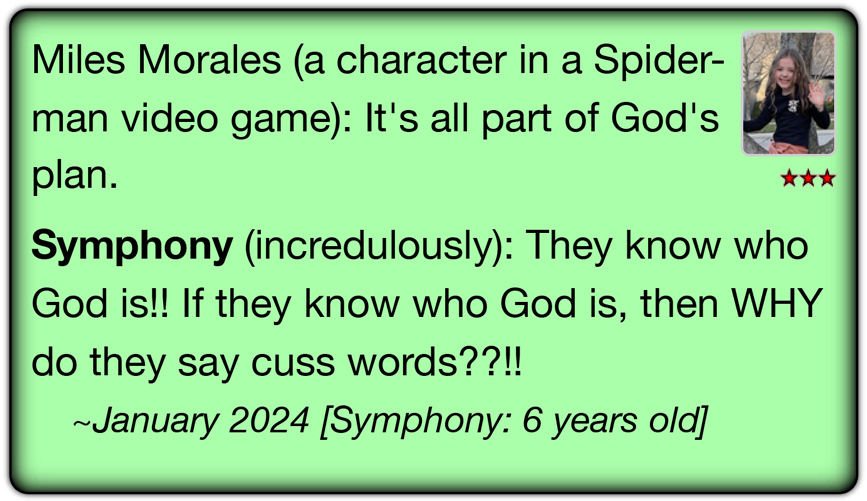 Miles Morales (a character in a Spider-
man video game): It's all part of God's
plan.
Symphony (incredulously): They know who
God is!! If they know who God is, then WHY
do they say cuss words??!!
~January 2024 [Symphony: 6 years old]